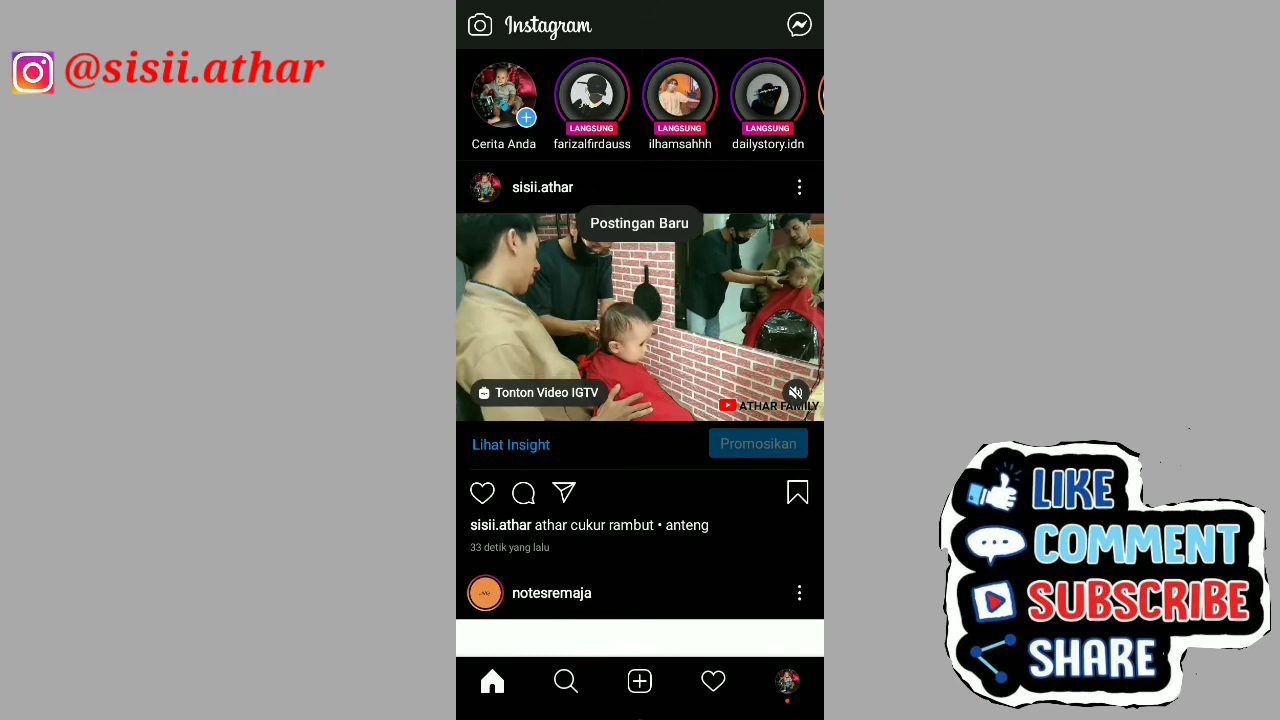 @sisii.athar
Instagram
LANGSUNG
LANGSUNG
LANGSUNG
Cerita Anda
farizalfirdauss
ilhamsahhh
dailystory.idn
sisii.athar
Postingan Baru
Tonton Video IGTV
ATHAR FAMILY
Lihat Insight
Promosikan
sisii.athar athar cukur rambut • anteng
33 detik yang lalu
notesremaja
LIKE
COMMENT
SUBSCRIBE
SHARE